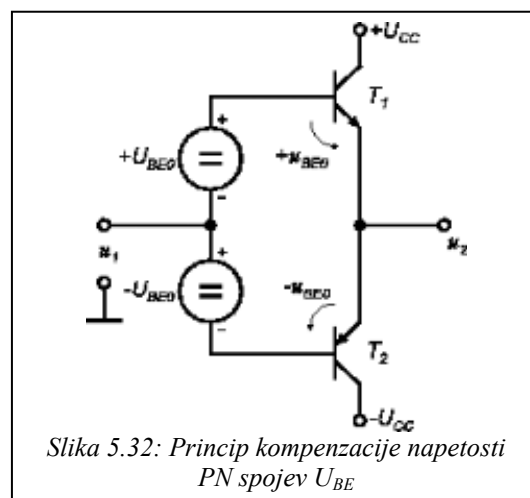 +U_CC
+
T_1
+U_BE0
+u_BE0
-
u_1
u_2
+
-U_BE0
-u_BE0
-
T_2
-U_CC
Slika 5.32: Princip kompenzacije napetosti
PN spojev U_BE